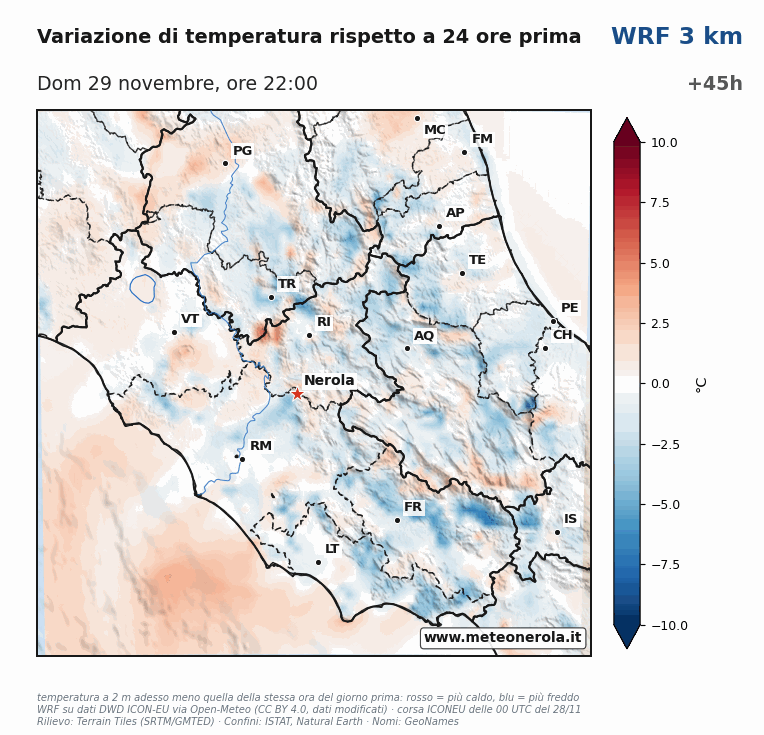 Variazione di temperatura rispetto a 24 ore prima
WRF 3 km
Dom 29 novembre, ore 22:00
+45h
MC
FM
PG
AP
TE
TR
PE
VT
RI
AQ
CH
Nerola
RM
FR
IS
LT
www.meteonerola.it
10.0
7.5
5.0
2.5
0.0
−2.5
−5.0
−7.5
−10.0
°C
temperatura a 2 m adesso meno quella della stessa ora del giorno prima: rosso = più caldo, blu = più freddo
WRF su dati DWD ICON-EU via Open-Meteo (CC BY 4.0, dati modificati) · corsa ICONEU delle 00 UTC del 28/11
Rilievo: Terrain Tiles (SRTM/GMTED) · Confini: ISTAT, Natural Earth · Nomi: GeoNames